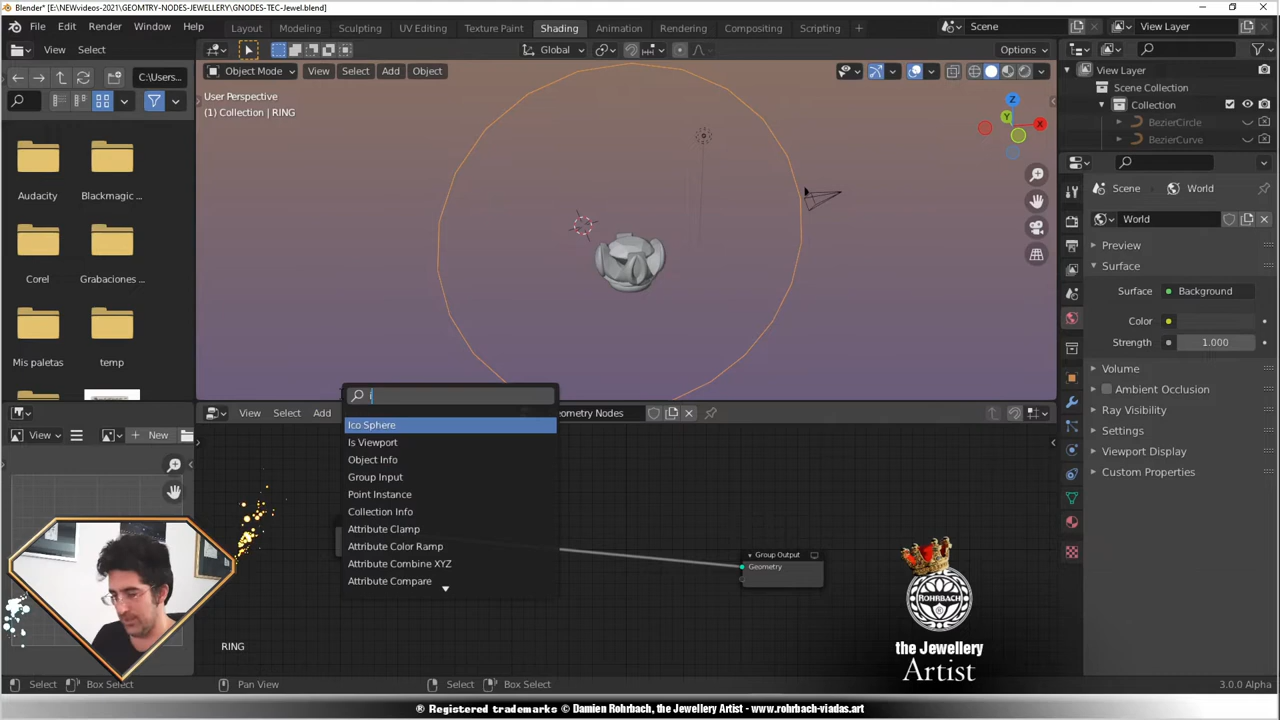 Blender* [E:\NEWvideos-2021\GEOMTRY-NODES-JEWELLERY\GNODES-TEC-Jewel.blend]
File Edit Render Window Help
Layout Modeling Sculpting UV Editing Texture Paint Shading Animation Rendering Compositing Scripting
Scene
View Layer
View Select
Global
Options
C:\Users...
Object Mode View Select Add Object
User Perspective
(1) Collection | RING
Z
Y
X
View Layer
Scene Collection
Collection
BezierCircle
BezierCurve
Audacity
Blackmagic ...
Corel
Grabaciones ...
Mis paletas
temp
Scene World
World
Preview
Surface
Surface Background
Color
Strength 1.000
Volume
Ambient Occlusion
Ray Visibility
Settings
Viewport Display
Custom Properties
View New
View Select Add
eometry Nodes
i
Ico Sphere
Is Viewport
Object Info
Group Input
Point Instance
Collection Info
Attribute Clamp
Attribute Color Ramp
Attribute Combine XYZ
Attribute Compare
Group Output
Geometry
RING
ROHRBACH
the Jewellery
Artist
Select Box Select Pan View Select Box Select
3.0.0 Alpha
® Registered trademarks © Damien Rohrbach, the Jewellery Artist - www.rohrbach-viadas.art